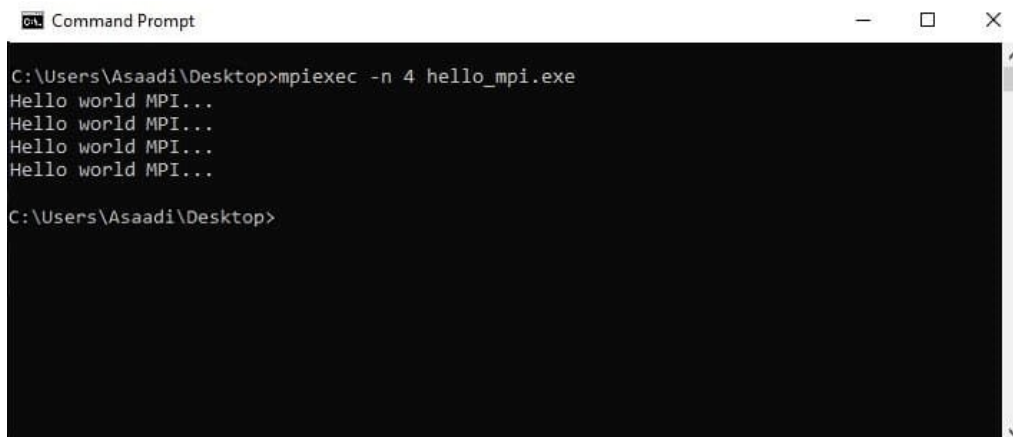 Command Prompt
C:\Users\Asaadi\Desktop>mpiexec -n 4 hello_mpi.exe
Hello world MPI...
Hello world MPI...
Hello world MPI...
Hello world MPI...
C:\Users\Asaadi\Desktop>